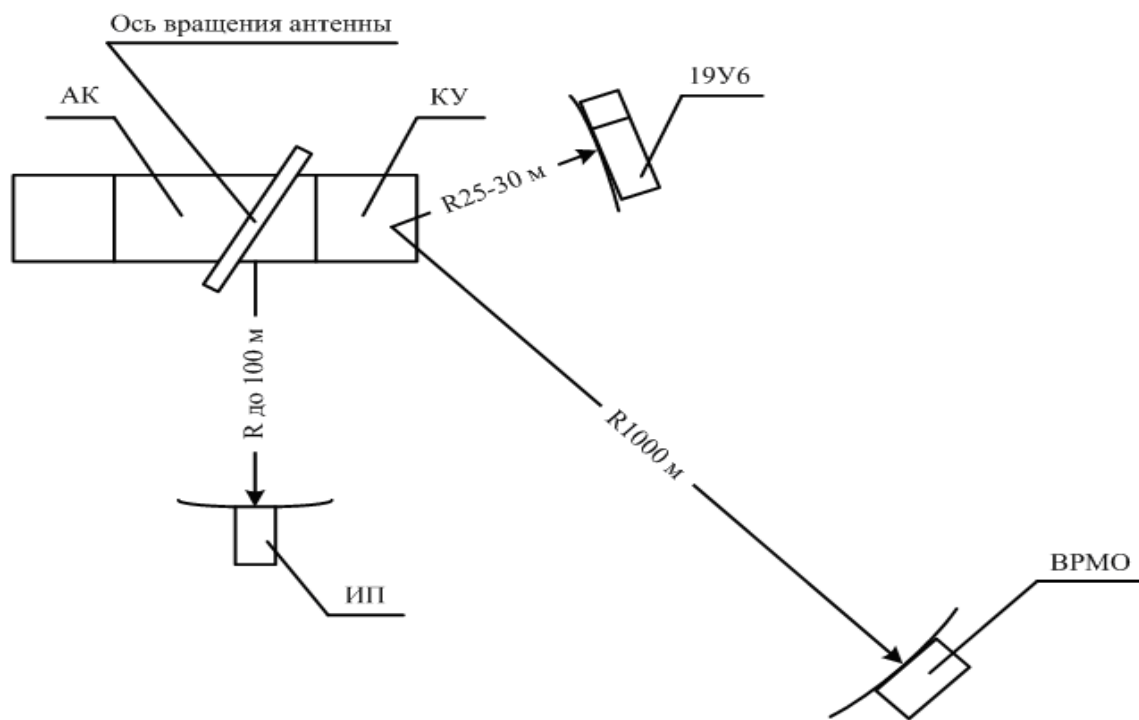 Ось вращения антенны
АК
КУ
19У6
R25-30 м
R до 100 м
R1000 м
ИП
ВРМО